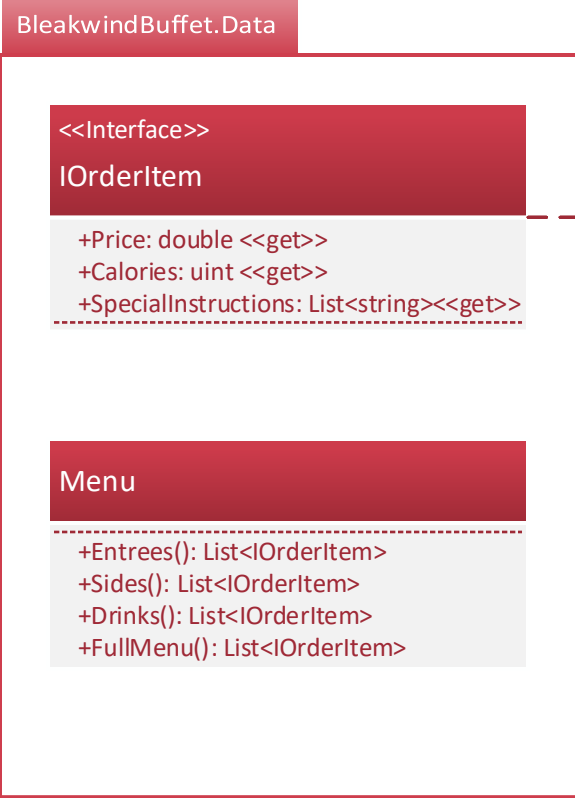 BleakwindBuffet.Data
<<Interface>>
IOrderItem
+Price: double <<get>>
+Calories: uint <<get>>
+SpecialInstructions: List<string><<get>>
Menu
+Entrees(): List<IOrderItem>
+Sides(): List<IOrderItem>
+Drinks(): List<IOrderItem>
+FullMenu(): List<IOrderItem>